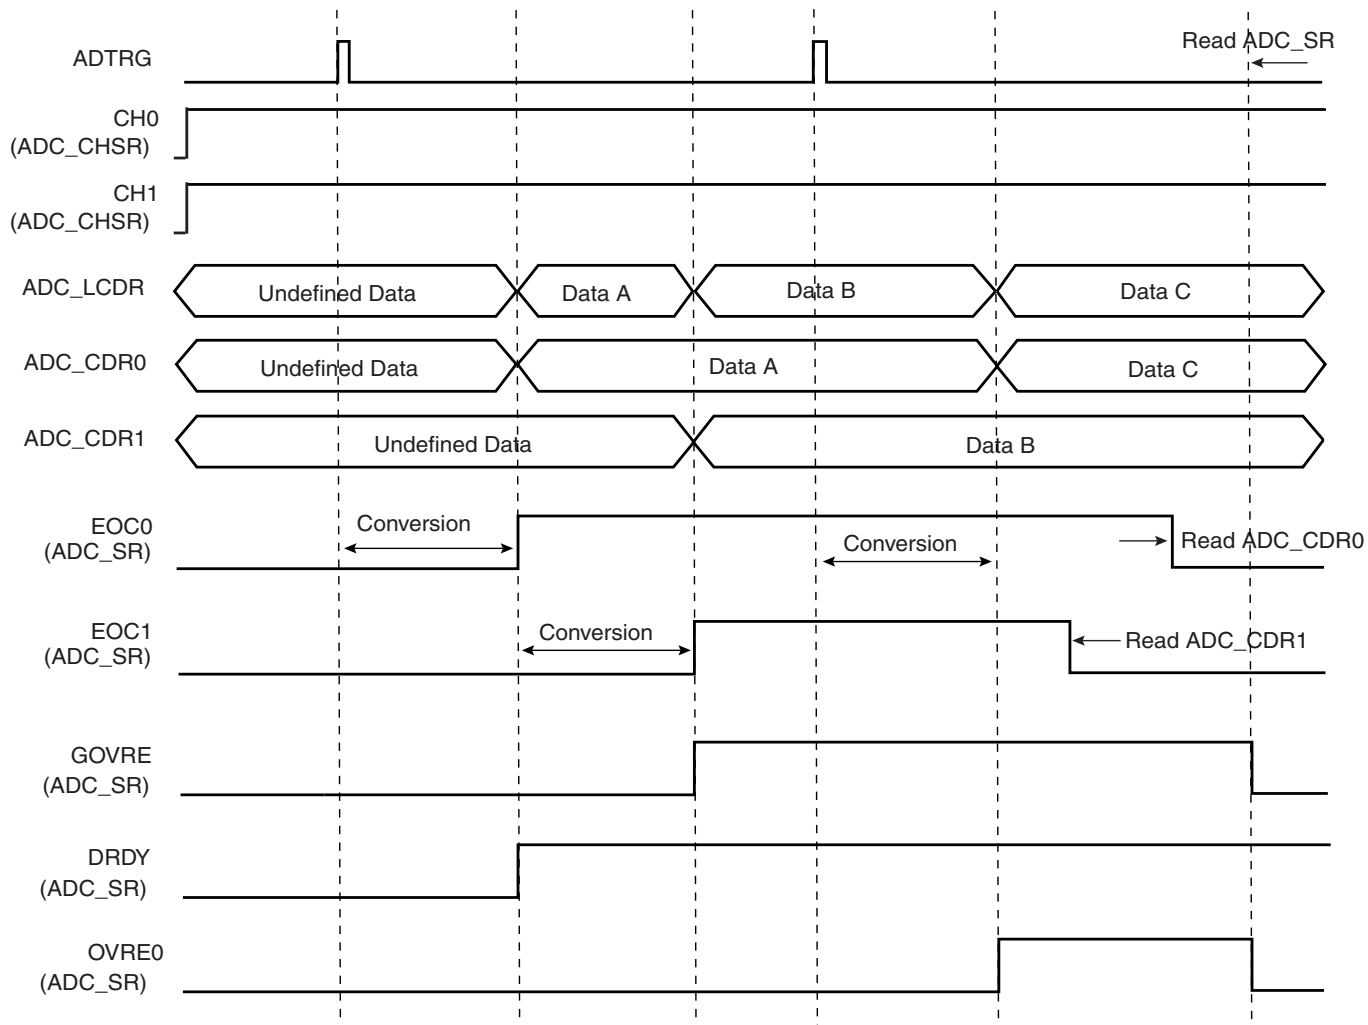 Read ADC_SR
ADTRG
CH0
(ADC_CHSR)
CH1
(ADC_CHSR)
ADC_LCDR
Undefined Data
Data A
Data B
Data C
ADC_CDR0
Undefined Data
Data A
Data C
ADC_CDR1
Undefined Data
Data B
EOC0
(ADC_SR)
Conversion
Conversion
Read ADC_CDR0
EOC1
(ADC_SR)
Conversion
Read ADC_CDR1
GOVRE
(ADC_SR)
DRDY
(ADC_SR)
OVRE0
(ADC_SR)